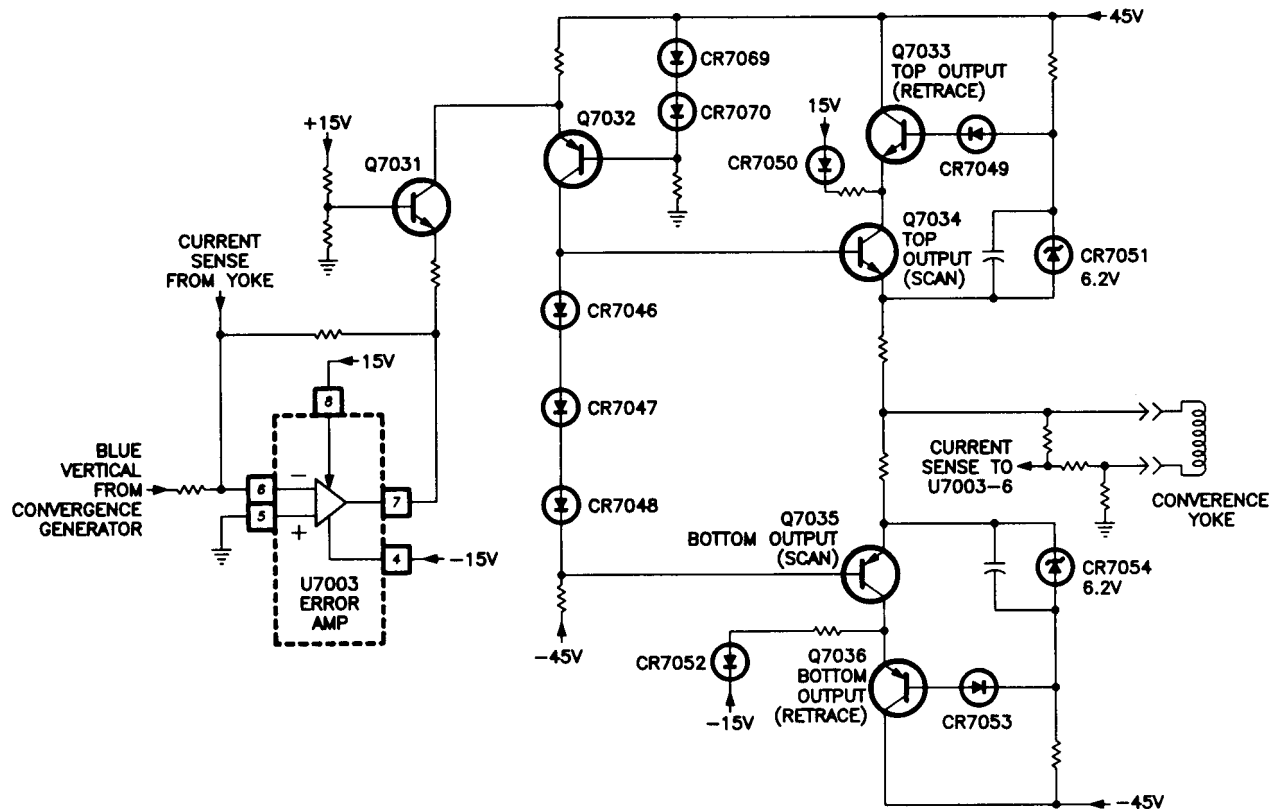 45V
CR7069
CR7070
Q7033
TOP OUTPUT
(RETRACE)
15V
CR7050
CR7049
Q7032
+15V
Q7031
Q7034
TOP
OUTPUT
(SCAN)
CR7051
6.2V
CURRENT
SENSE
FROM YOKE
CR7046
15V
8
CR7047
BLUE
VERTICAL
FROM
CONVERGENCE
GENERATOR
6
5
−
+
7
4
−15V
U7003
ERROR
AMP
CR7048
CURRENT
SENSE TO
U7003-6
CONVERENCE
YOKE
Q7035
BOTTOM OUTPUT
(SCAN)
CR7054
6.2V
−45V
CR7052
−15V
Q7036
BOTTOM
OUTPUT
(RETRACE)
CR7053
−45V